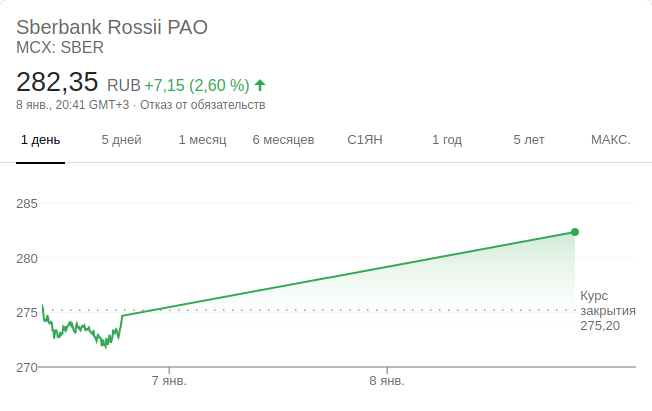 Sberbank Rossii PAO
MCX: SBER
282,35 RUB +7,15 (2,60 %)
8 янв., 20:41 GMT+3 · Отказ от обязательств
1 день 5 дней 1 месяц 6 месяцев С1ЯН 1 год 5 лет МАКС.
285
280
275
270
Курс
закрытия
275,20
7 янв. 8 янв.